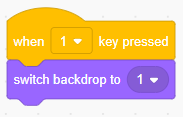 when 1 key pressed
switch backdrop to 1